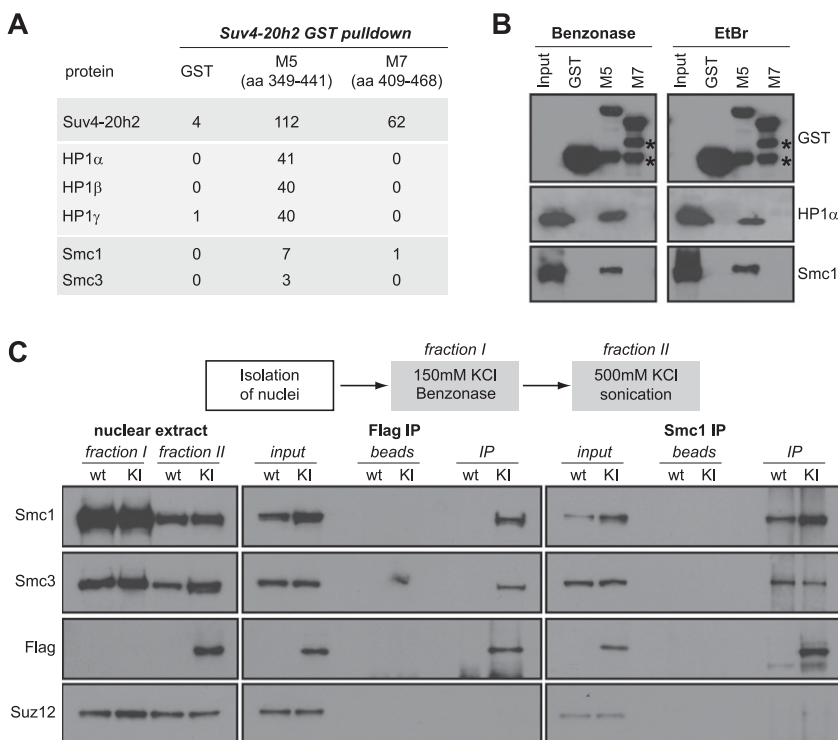 A
Suv4-20h2 GST pulldown
protein GST M5 (aa 349-441) M7 (aa 409-468)
Suv4-20h2 4 112 62
HP1α 0 41 0
HP1β 0 40 0
HP1γ 1 40 0
Smc1 0 7 1
Smc3 0 3 0
B
Benzonase EtBr
Input GST M5 M7 Input GST M5 M7
* * GST
* *
HP1α
Smc1
C
fraction I fraction II
Isolation of nuclei 150mM KCl Benzonase 500mM KCl sonication
nuclear extract Flag IP Smc1 IP
fraction I fraction II input beads IP input beads IP
wt KI wt KI wt KI wt KI wt KI wt KI wt KI wt KI
Smc1
Smc3
Flag
Suz12